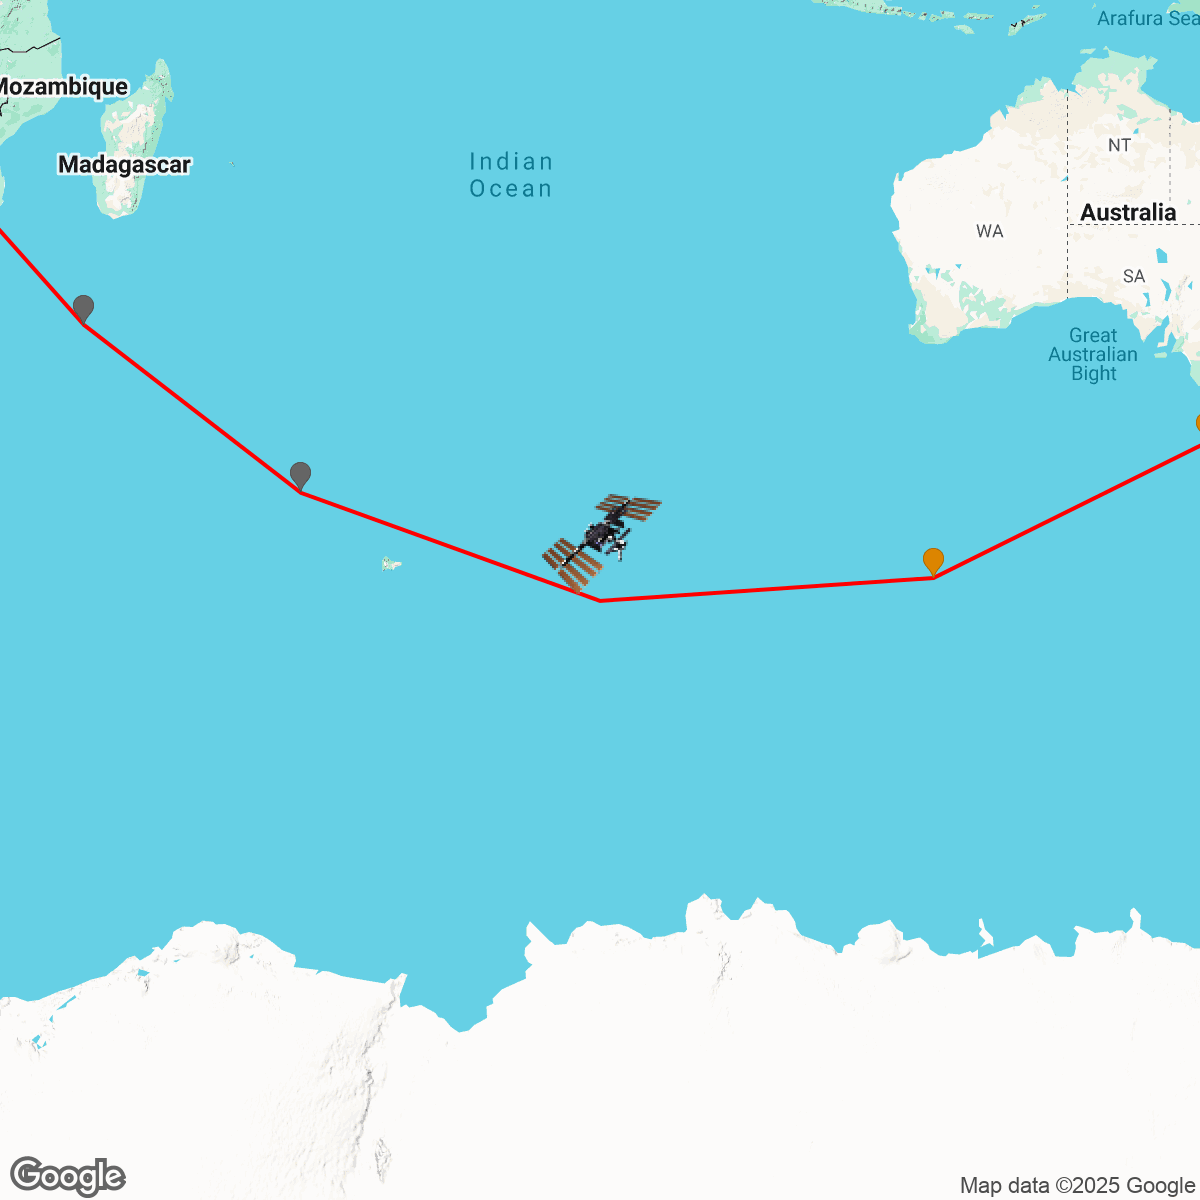 Arafura Sea
Mozambique
Madagascar
Indian
Ocean
NT
Australia
WA
SA
Great
Australian
Bight
Google
Map data ©2025 Google